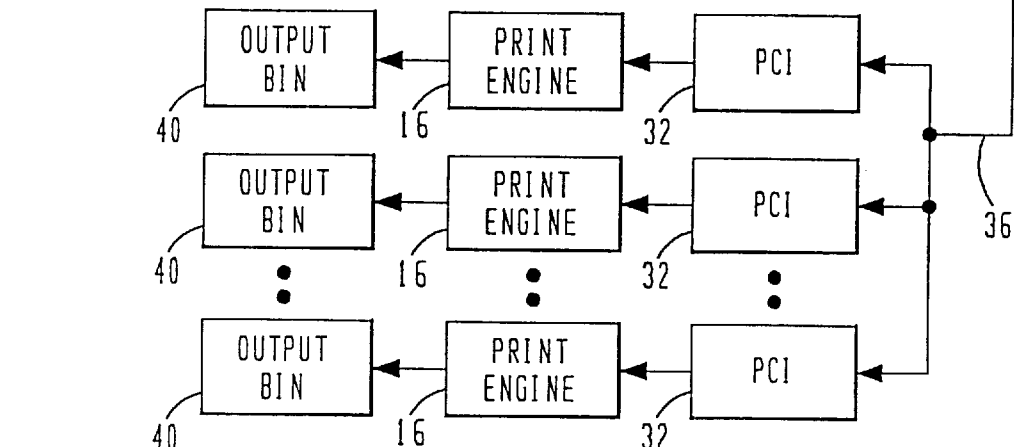 OUTPUT
BIN
PRINT
ENGINE
PCI
40
16
32
OUTPUT
BIN
PRINT
ENGINE
PCI
36
40
16
32
OUTPUT
BIN
PRINT
ENGINE
PCI
40
16
32